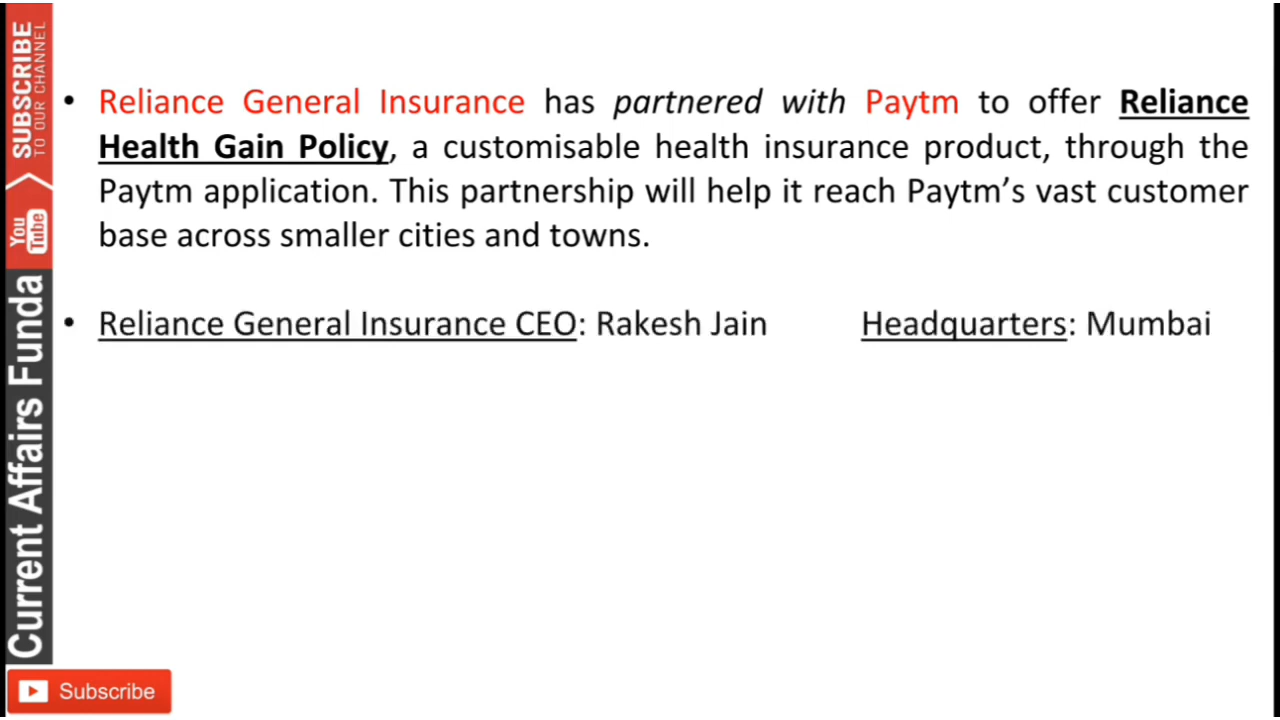 • Reliance General Insurance has partnered with Paytm to offer Reliance
Health Gain Policy, a customisable health insurance product, through the
Paytm application. This partnership will help it reach Paytm’s vast customer
base across smaller cities and towns.
• Reliance General Insurance CEO: Rakesh Jain Headquarters: Mumbai
SUBSCRIBE
TO OUR CHANNEL
You
Tube
Current Affairs Funda
Subscribe